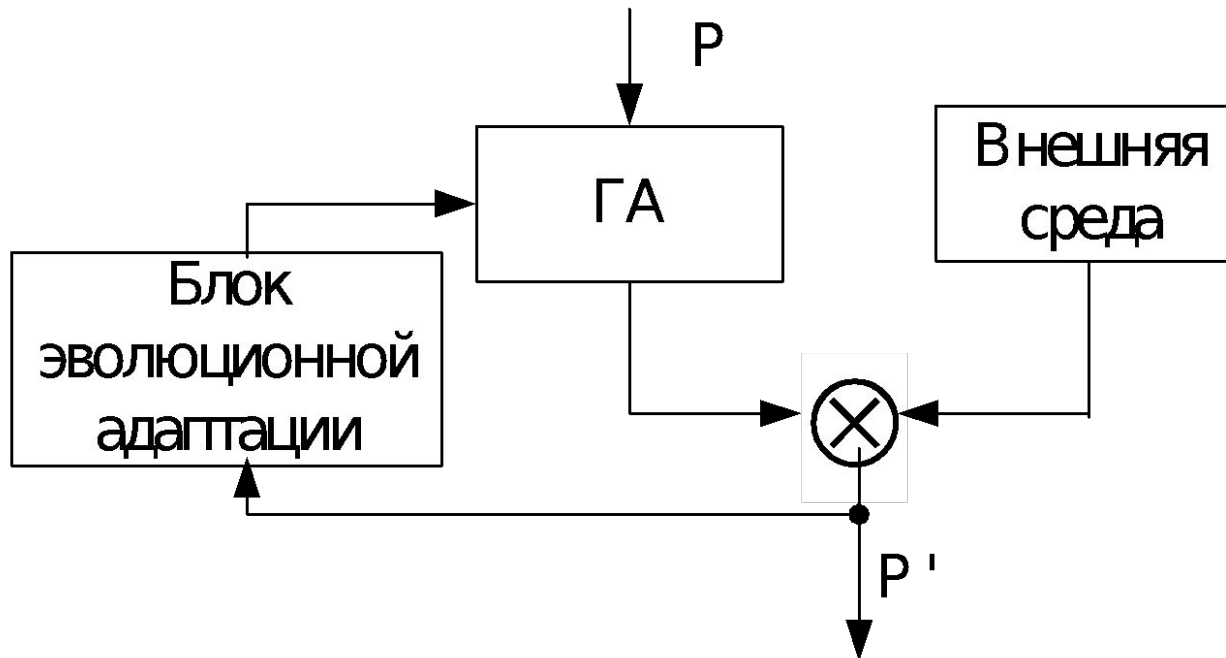 P
ГА
Внешняя
среда
Блок
эволюционной
адаптации
P'